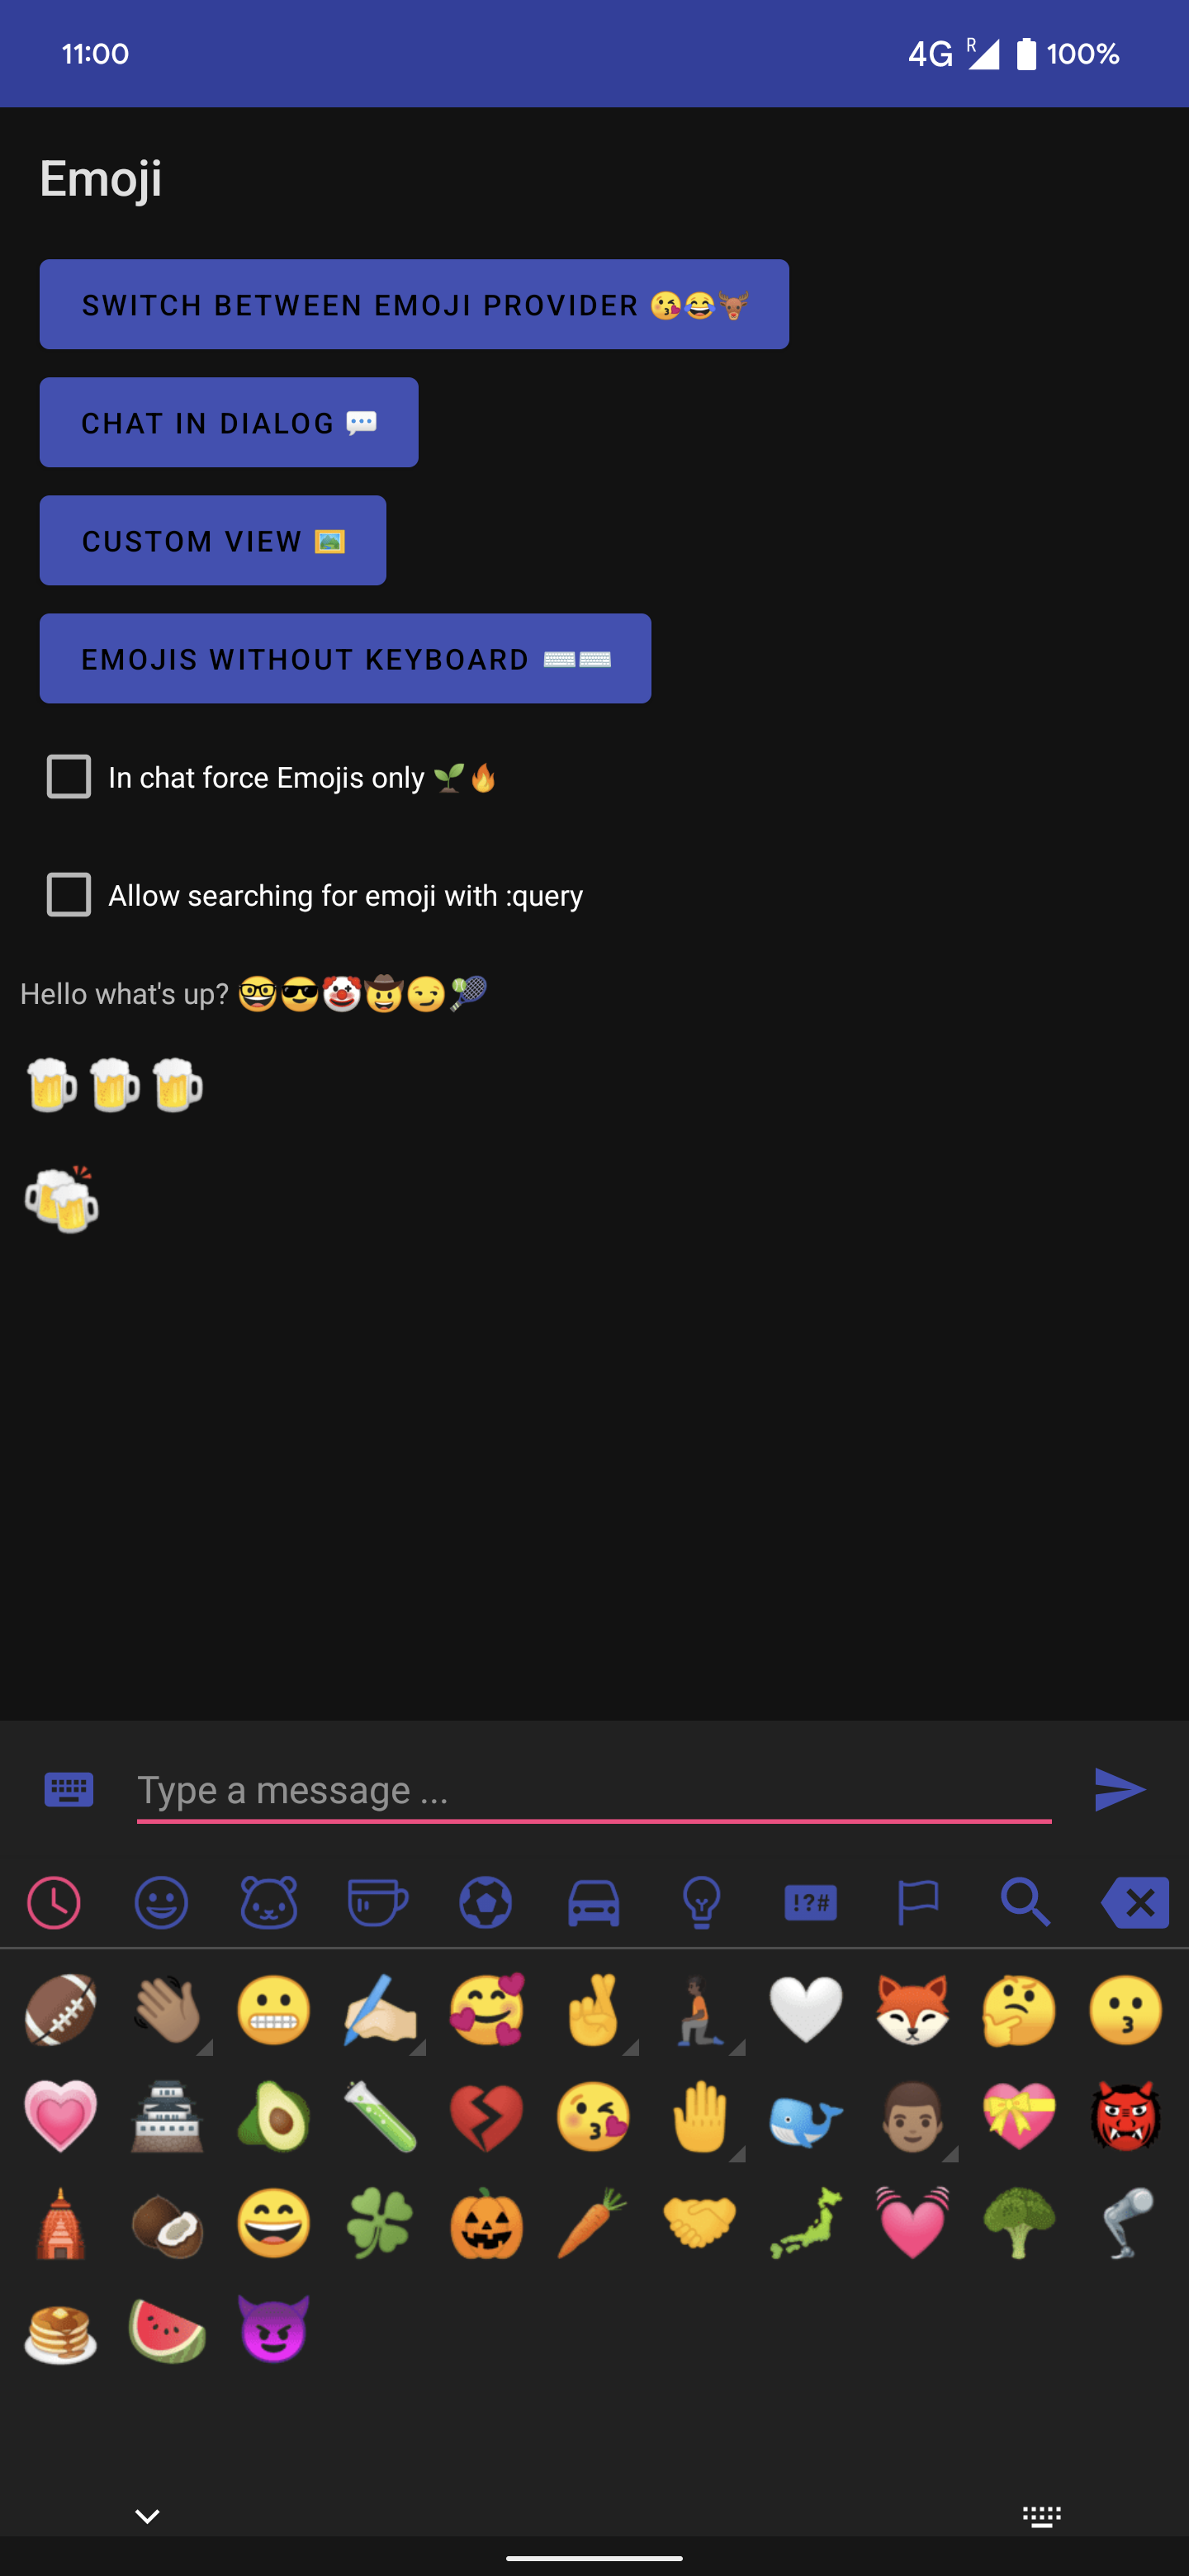 11:00 4G R 100%
Emoji
SWITCH BETWEEN EMOJI PROVIDER 😘😂🫎
CHAT IN DIALOG 💬
CUSTOM VIEW 🖼️
EMOJIS WITHOUT KEYBOARD ⌨️⌨️
In chat force Emojis only 🌱🔥
Allow searching for emoji with :query
Hello what's up? 🤓😎🤡🤠😏🎾
🍺🍺🍺
🍻
Type a message ...
!?#